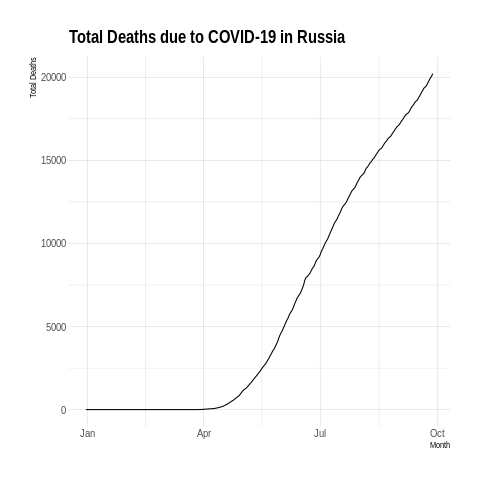 Total Deaths due to COVID-19 in Russia
Total Deaths
20000
15000
10000
5000
0
Jan Apr Jul Oct
Month